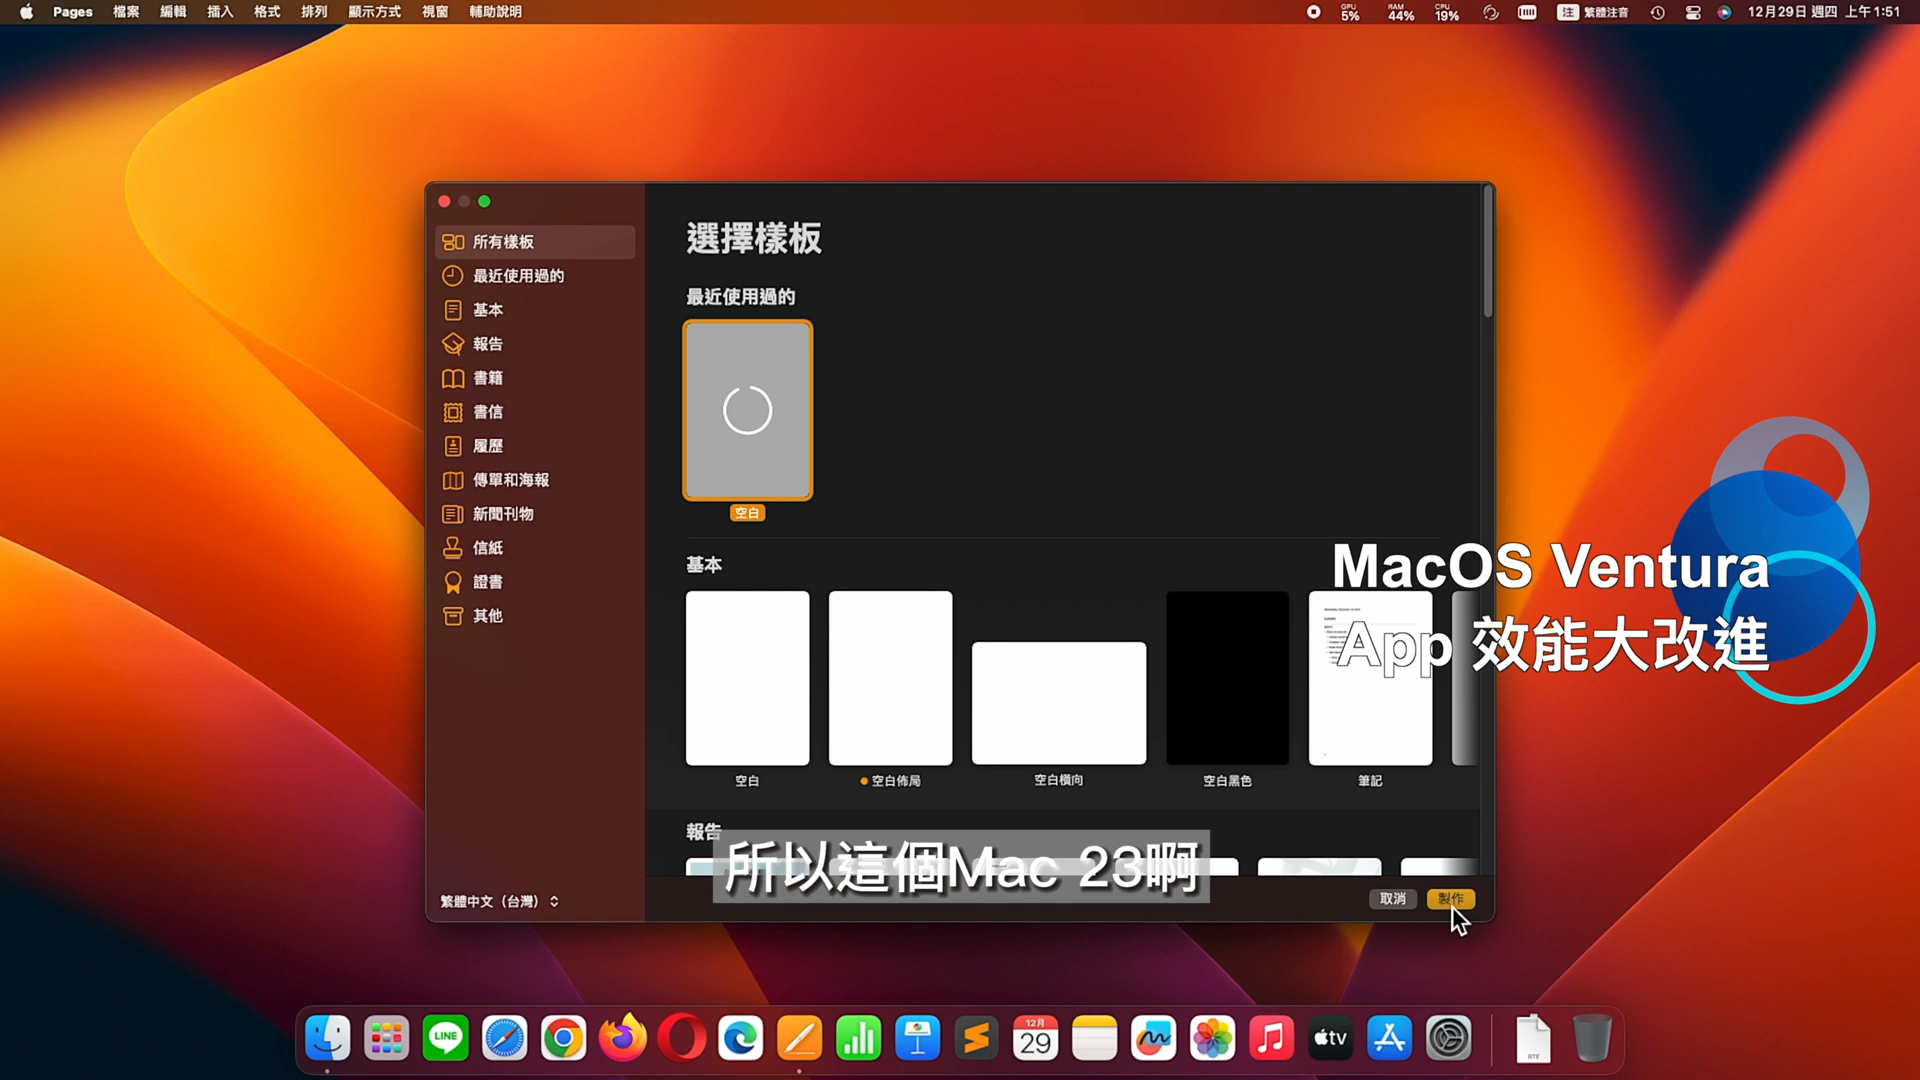 Pages 檔案 編輯 插入 格式 排列 顯示方式 視窗 輔助說明
GPU 5% RAM 44% CPU 19% 注 繁體注音 12月29日 週四 上午1:51
所有樣板
最近使用過的
基本
報告
書籍
書信
履歷
傳單和海報
新聞刊物
信紙
證書
其他
繁體中文（台灣）
選擇樣板
最近使用過的
空白
基本
空白 空白佈局 空白橫向 空白黑色 筆記
報告
取消 製作
MacOS Ventura
App 效能大改進
所以這個Mac 23啊
LINE
12月
29
tv
RTF